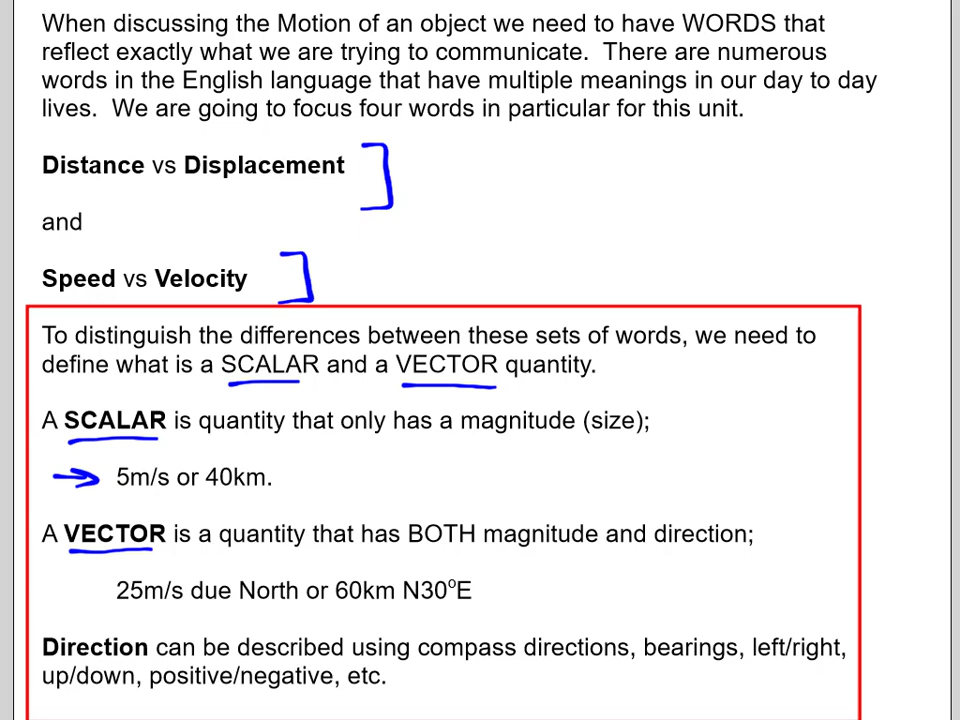 When discussing the Motion of an object we need to have WORDS that
reflect exactly what we are trying to communicate.  There are numerous
words in the English language that have multiple meanings in our day to day
lives.  We are going to focus four words in particular for this unit.
Distance vs Displacement
and
Speed vs Velocity
To distinguish the differences between these sets of words, we need to
define what is a SCALAR and a VECTOR quantity.
A SCALAR is quantity that only has a magnitude (size);
5m/s or 40km.
A VECTOR is a quantity that has BOTH magnitude and direction;
25m/s due North or 60km N30°E
Direction can be described using compass directions, bearings, left/right,
up/down, positive/negative, etc.